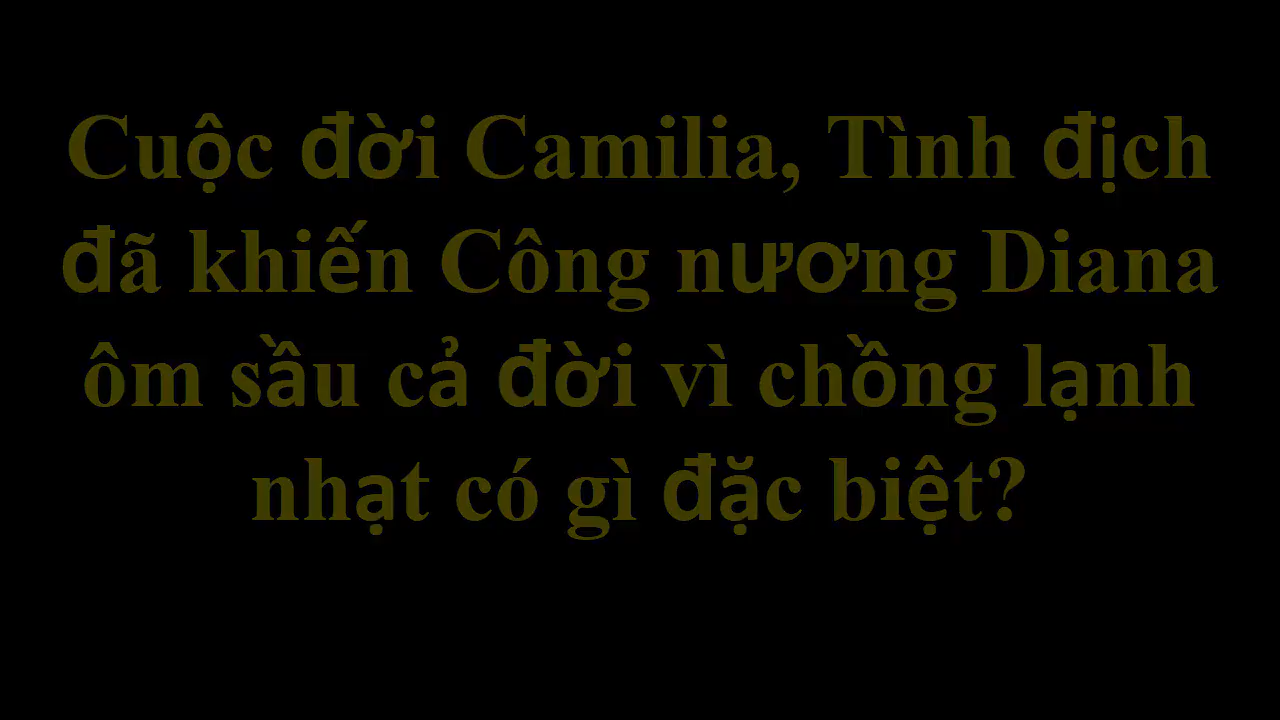 Cuộc đời Camilia, Tình địch
đã khiến Công nương Diana
ôm sầu cả đời vì chồng lạnh
nhạt có gì đặc biệt?